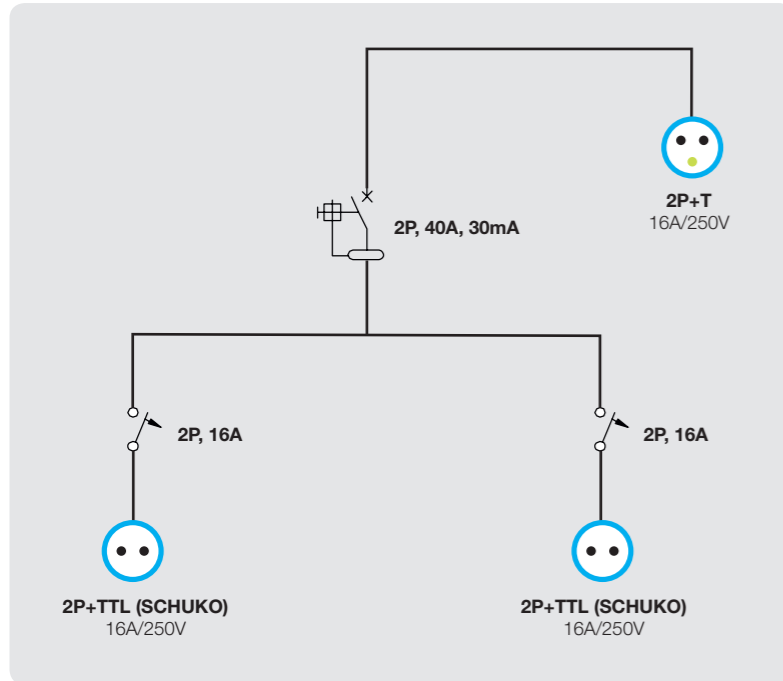 2P+T
16A/250V
2P, 40A, 30mA
2P, 16A
2P, 16A
2P+TTL (SCHUKO)
16A/250V
2P+TTL (SCHUKO)
16A/250V